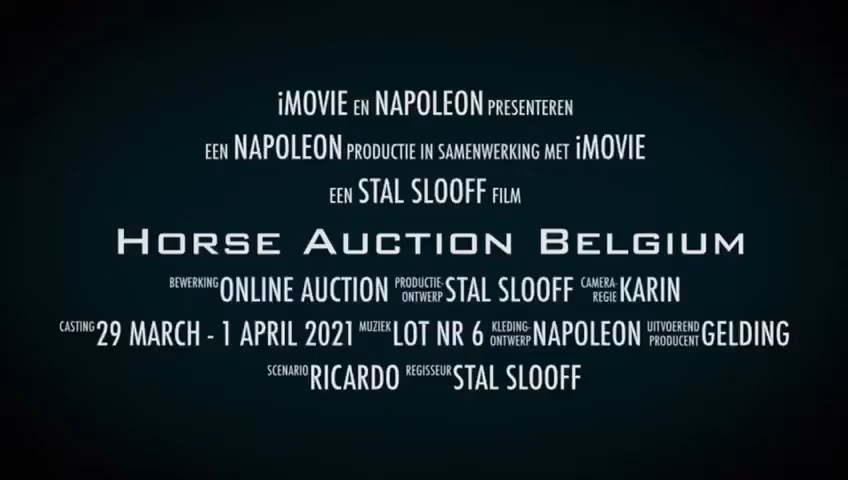 iMOVIE EN NAPOLEON PRESENTEREN
EEN NAPOLEON PRODUCTIE IN SAMENWERKING MET iMOVIE
EEN STAL SLOOFF FILM
HORSE AUCTION BELGIUM
BEWERKING ONLINE AUCTION PRODUCTIE-ONTWERP STAL SLOOFF CAMERA-REGIE KARIN
CASTING 29 MARCH - 1 APRIL 2021 MUZIEK LOT NR 6 KLEDING-ONTWERP NAPOLEON UITVOEREND PRODUCENT GELDING
SCENARIO RICARDO REGISSEUR STAL SLOOFF